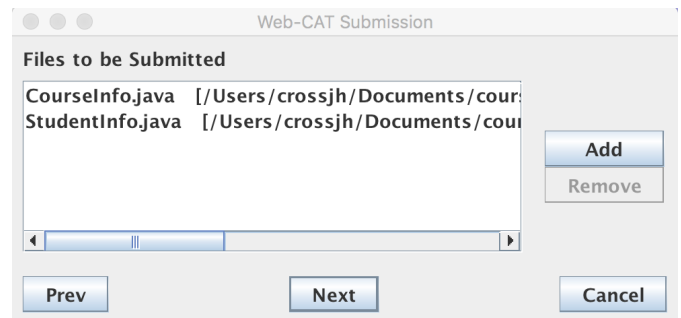 Web-CAT Submission
Files to be Submitted
CourseInfo.java [/Users/crossjh/Documents/cour
StudentInfo.java [/Users/crossjh/Documents/cou
Add
Remove
Prev
Next
Cancel